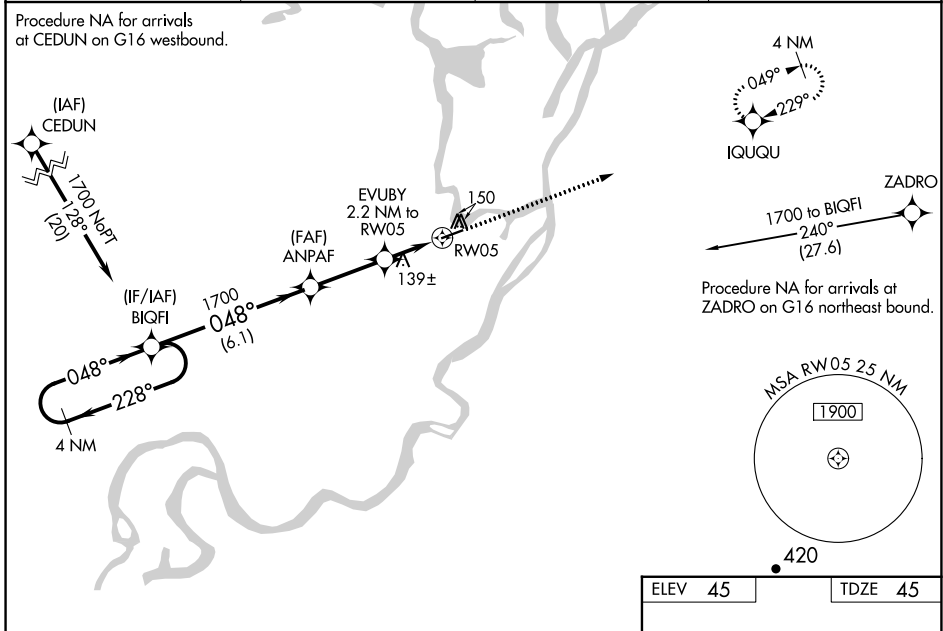 Procedure NA for arrivals
at CEDUN on G16 westbound.
(IAF)
CEDUN
1700 NoPT
128°
(20)
4 NM
049°
229°
IQUQU
ZADRO
1700 to BIQFI
240°
(27.6)
Procedure NA for arrivals at
ZADRO on G16 northeast bound.
EVUBY
2.2 NM to
RW05
150
RW05
139±
(FAF)
ANPAF
(IF/IAF)
BIQFI
1700
048°
(6.1)
048°
228°
4 NM
MSA RW05 25 NM
1900
420
ELEV 45
TDZE 45